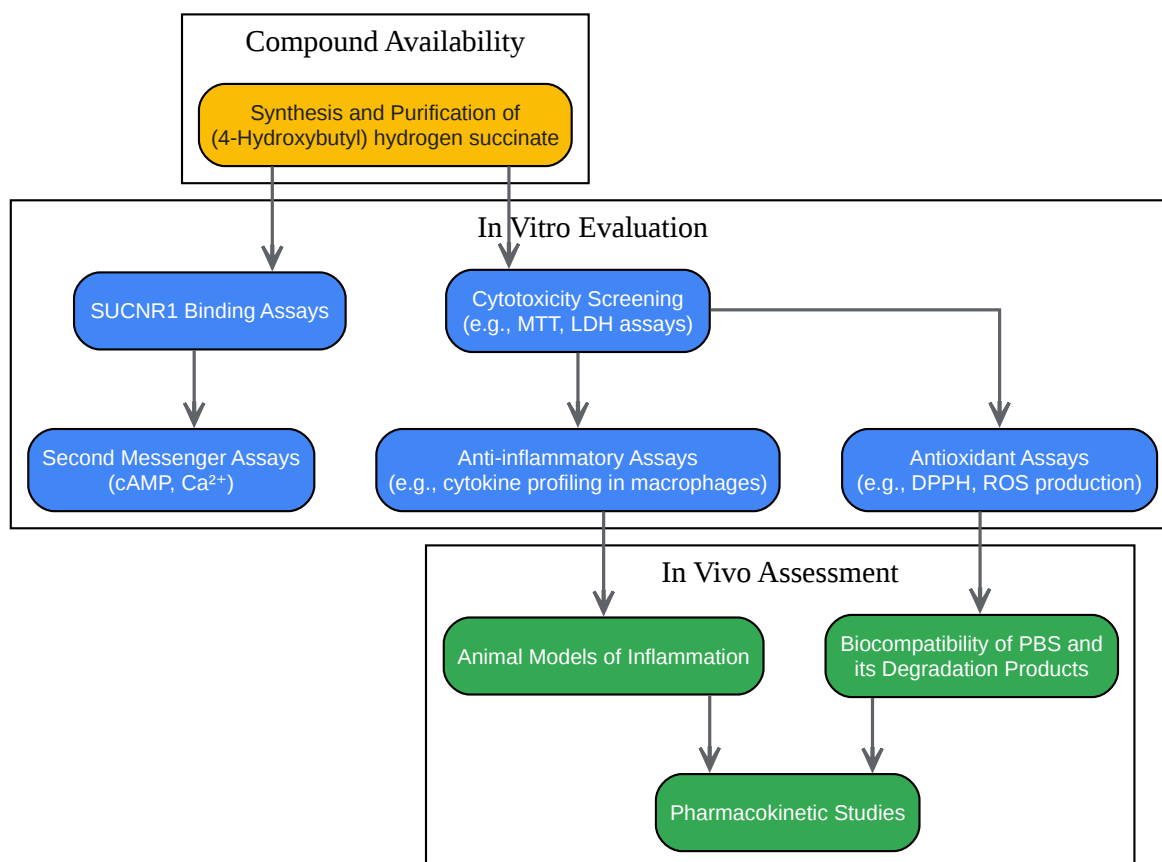 Compound Availability
Synthesis and Purification of
(4-Hydroxybutyl) hydrogen succinate
In Vitro Evaluation
SUCNR1 Binding Assays
Cytotoxicity Screening
(e.g., MTT, LDH assays)
Second Messenger Assays
(cAMP, Ca²⁺)
Anti-inflammatory Assays
(e.g., cytokine profiling in macrophages)
Antioxidant Assays
(e.g., DPPH, ROS production)
In Vivo Assessment
Animal Models of Inflammation
Biocompatibility of PBS and
its Degradation Products
Pharmacokinetic Studies